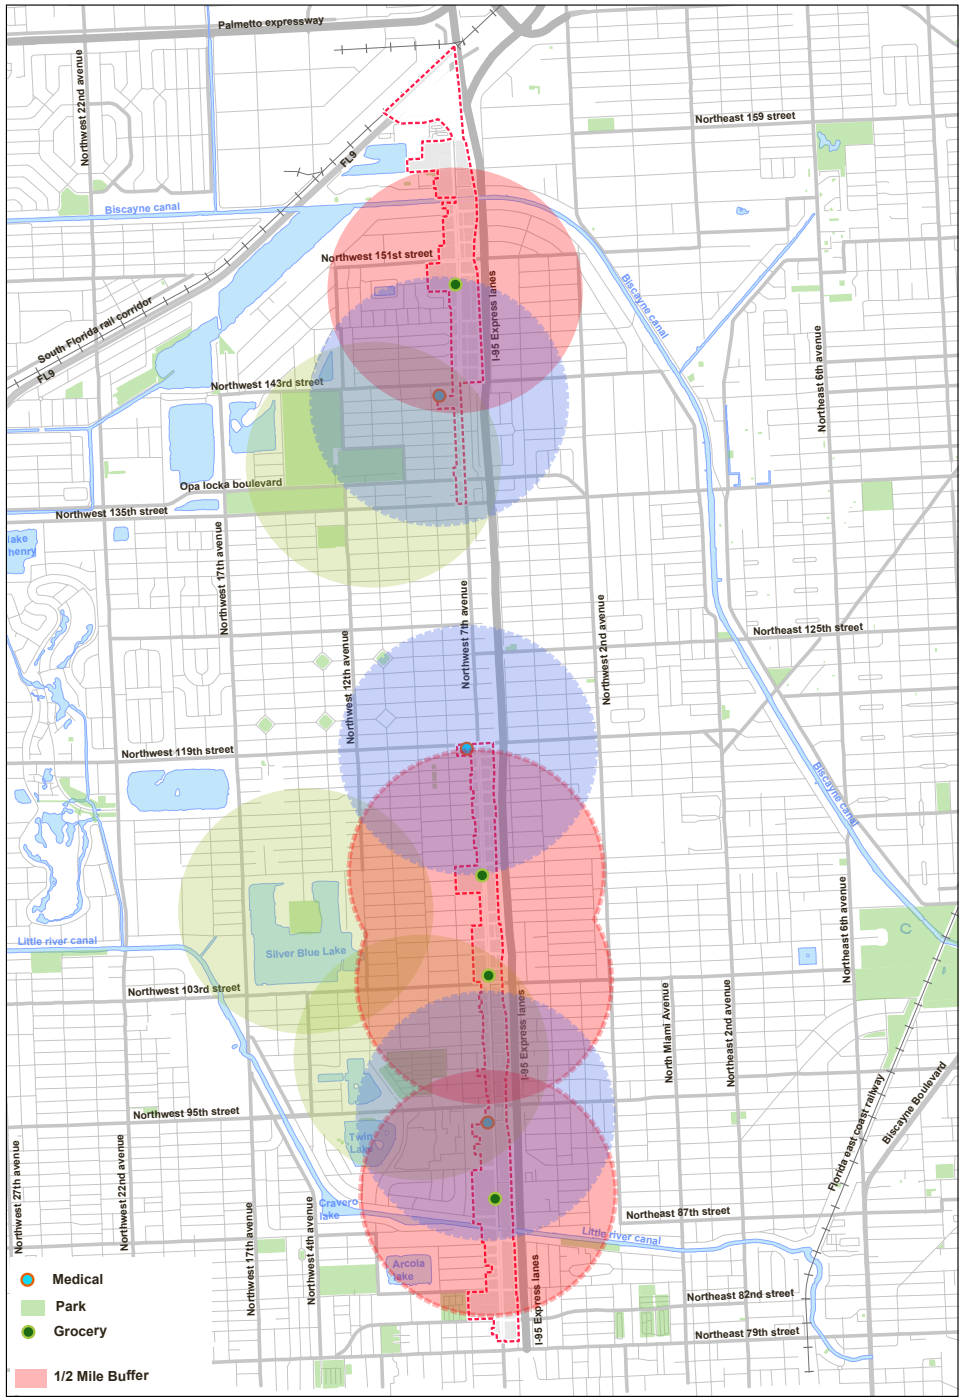 Palmetto expressway
Northwest 22nd avenue
Northeast 159 street
FL9
Biscayne canal
Northwest 151st street
I-95 Express lanes
Biscayne canal
South Florida rail corridor
FL9
Northwest 143rd street
Northeast 6th avenue
Opa locka boulevard
Northwest 135th street
lake
henry
Northwest 17th avenue
Northwest 7th avenue
Northwest 2nd avenue
Northeast 125th street
Northwest 12th avenue
Northwest 119th street
Biscayne canal
Northeast 6th avenue
Little river canal
Silver Blue Lake
Northwest 103rd street
I-95 Express lanes
North Miami Avenue
Northeast 2nd avenue
Northwest 95th street
Twin
Lake
Florida east coast railway
Biscayne Boulevard
Northwest 27th avenue
Northwest 22nd avenue
Northwest 17th avenue
Northwest 4th avenue
Cravero
lake
Northeast 87th street
Little river canal
Arcola
lake
I-95 Express lanes
Northeast 82nd street
Northeast 79th street
Medical
Park
Grocery
1/2 Mile Buffer